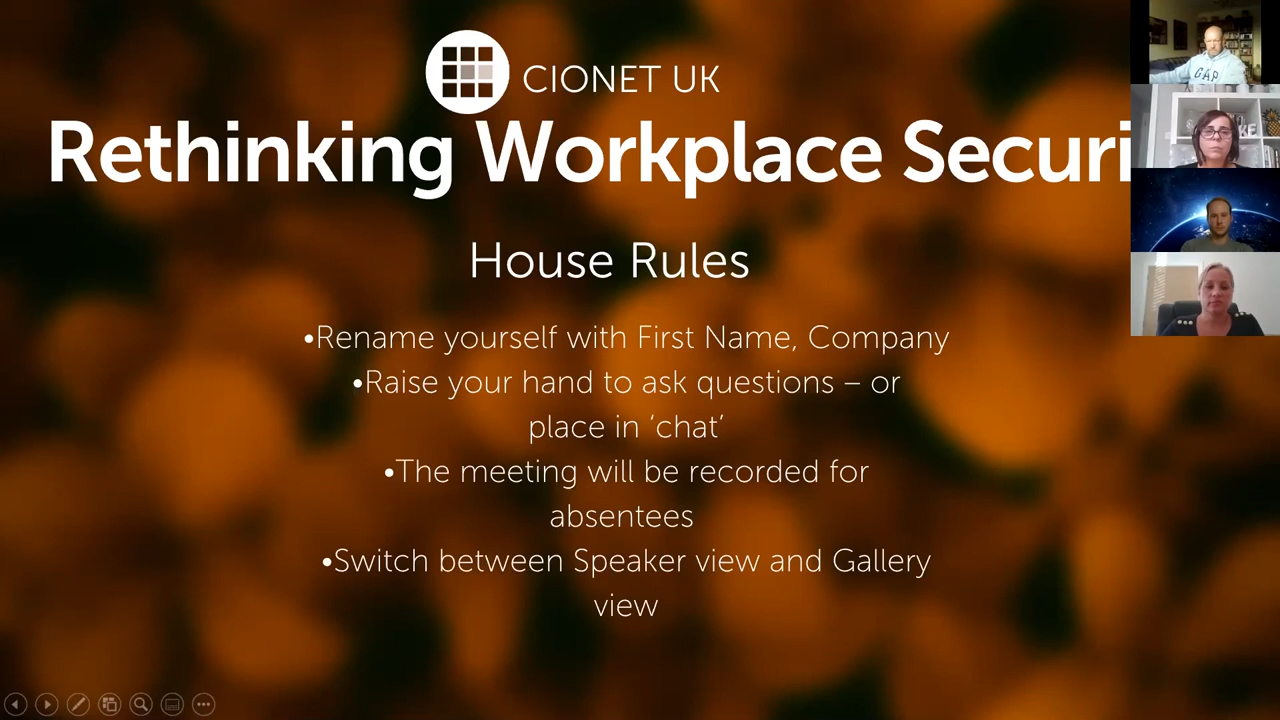 CIONET UK
Rethinking Workplace Securi
House Rules
•Rename yourself with First Name, Company
•Raise your hand to ask questions – or
place in ‘chat’
•The meeting will be recorded for
absentees
•Switch between Speaker view and Gallery
view
GAP